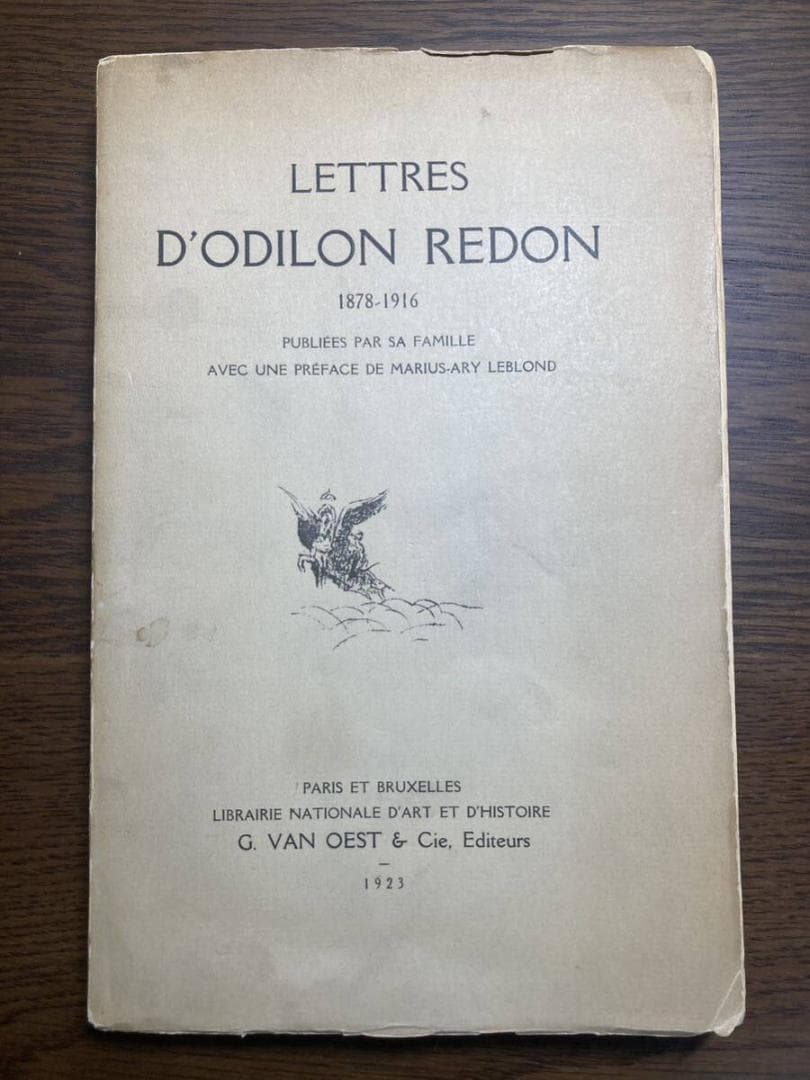 LETTRES
D'ODILON REDON
1878-1916
PUBLIÉES PAR SA FAMILLE
AVEC UNE PRÉFACE DE MARIUS-ARY LEBLOND
PARIS ET BRUXELLES
LIBRAIRIE NATIONALE D'ART ET D'HISTOIRE
G. VAN OEST & Cie, Editeurs
1923